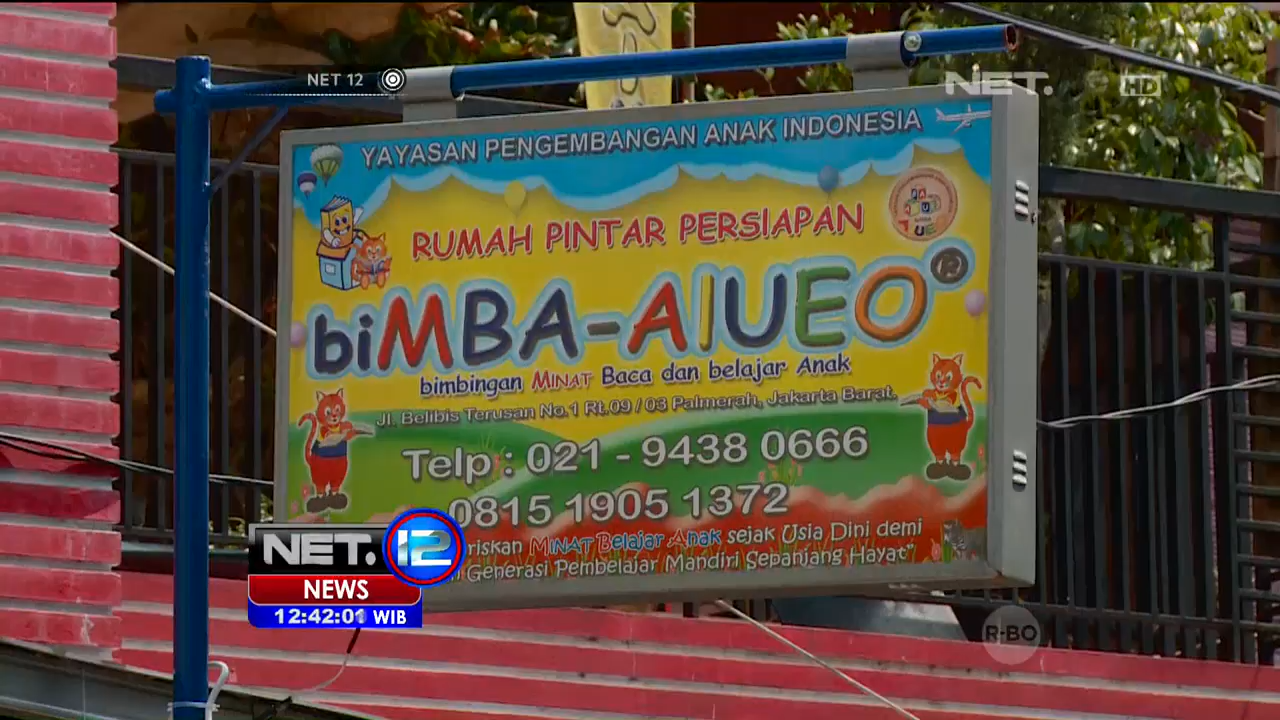 NET 12
NET. HD
YAYASAN PENGEMBANGAN ANAK INDONESIA
RUMAH PINTAR PERSIAPAN
biMBA-AIUEO®
bimbingan MINAT Baca dan belajar Anak
Jl. Belibis Terusan No.1 Rt.09 / 03 Palmerah, Jakarta Barat.
Telp : 021 - 9438 0666
0815 1905 1372
riskan MINAT Belajar Anak sejak Usia Dini demi
Generasi Pembelajar Mandiri Sepanjang Hayat"
NET. 12
NEWS
12:42:01 WIB
R-BO